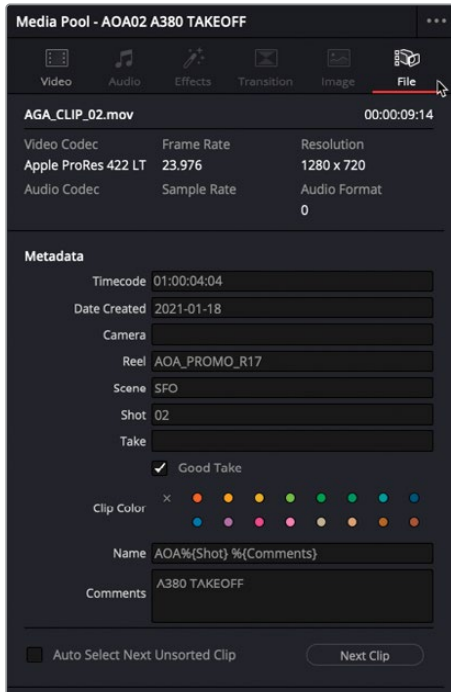 Media Pool - AOA02 A380 TAKEOFF
Video Audio Effects Transition Image File
AGA_CLIP_02.mov 00:00:09:14
Video Codec Frame Rate Resolution
Apple ProRes 422 LT 23.976 1280 x 720
Audio Codec Sample Rate Audio Format
0
Metadata
Timecode 01:00:04:04
Date Created 2021-01-18
Camera
Reel AOA_PROMO_R17
Scene SFO
Shot 02
Take
Good Take
Clip Color
Name AOA%{Shot} %{Comments}
Comments A380 TAKEOFF
Auto Select Next Unsorted Clip Next Clip